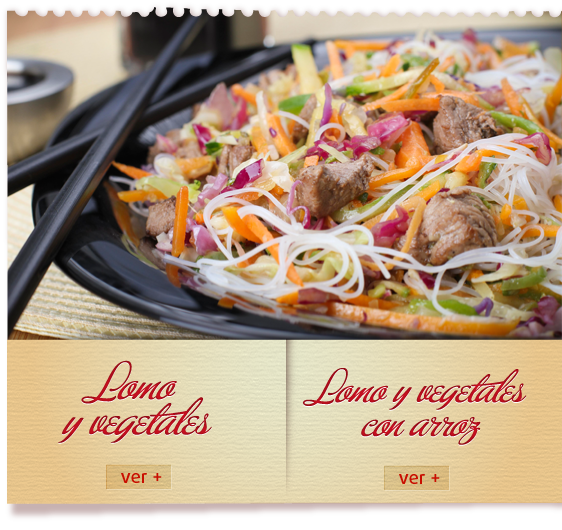 Lomo
y vegetales
ver +
Lomo y vegetales
con arroz
ver +